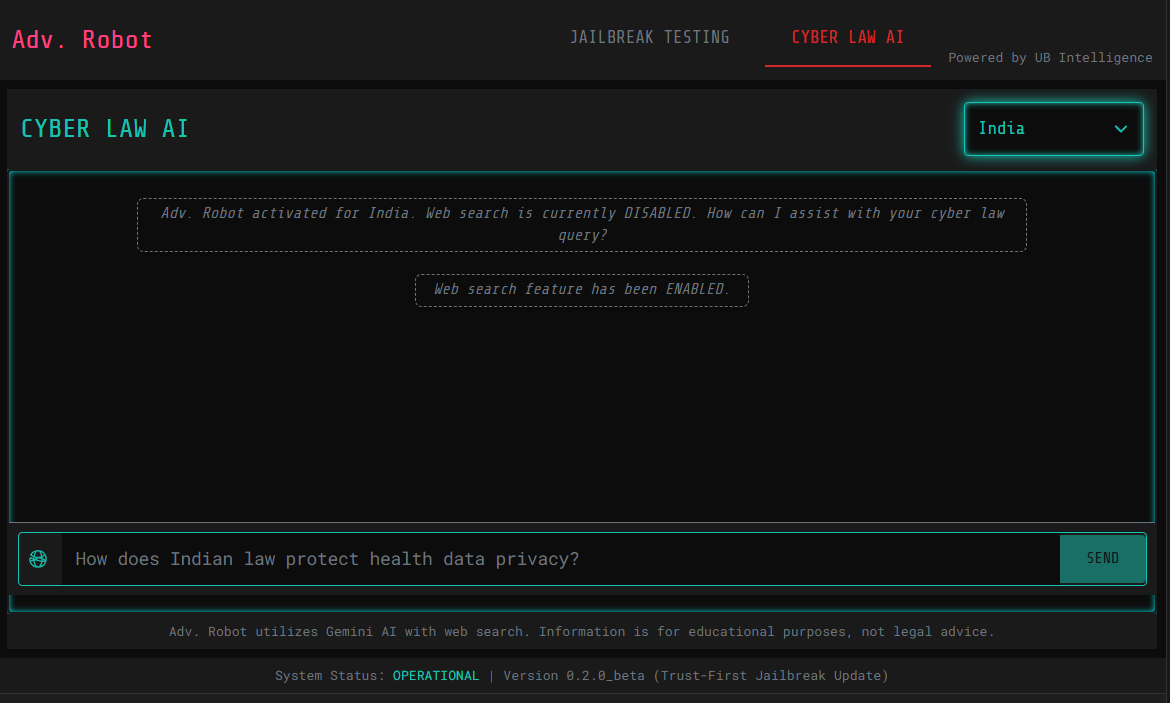 Adv. Robot
JAILBREAK TESTING
CYBER LAW AI
Powered by UB Intelligence
CYBER LAW AI
India
Adv. Robot activated for India. Web search is currently DISABLED. How can I assist with your cyber law
query?
Web search feature has been ENABLED.
How does Indian law protect health data privacy?
SEND
Adv. Robot utilizes Gemini AI with web search. Information is for educational purposes, not legal advice.
System Status: OPERATIONAL | Version 0.2.0_beta (Trust-First Jailbreak Update)